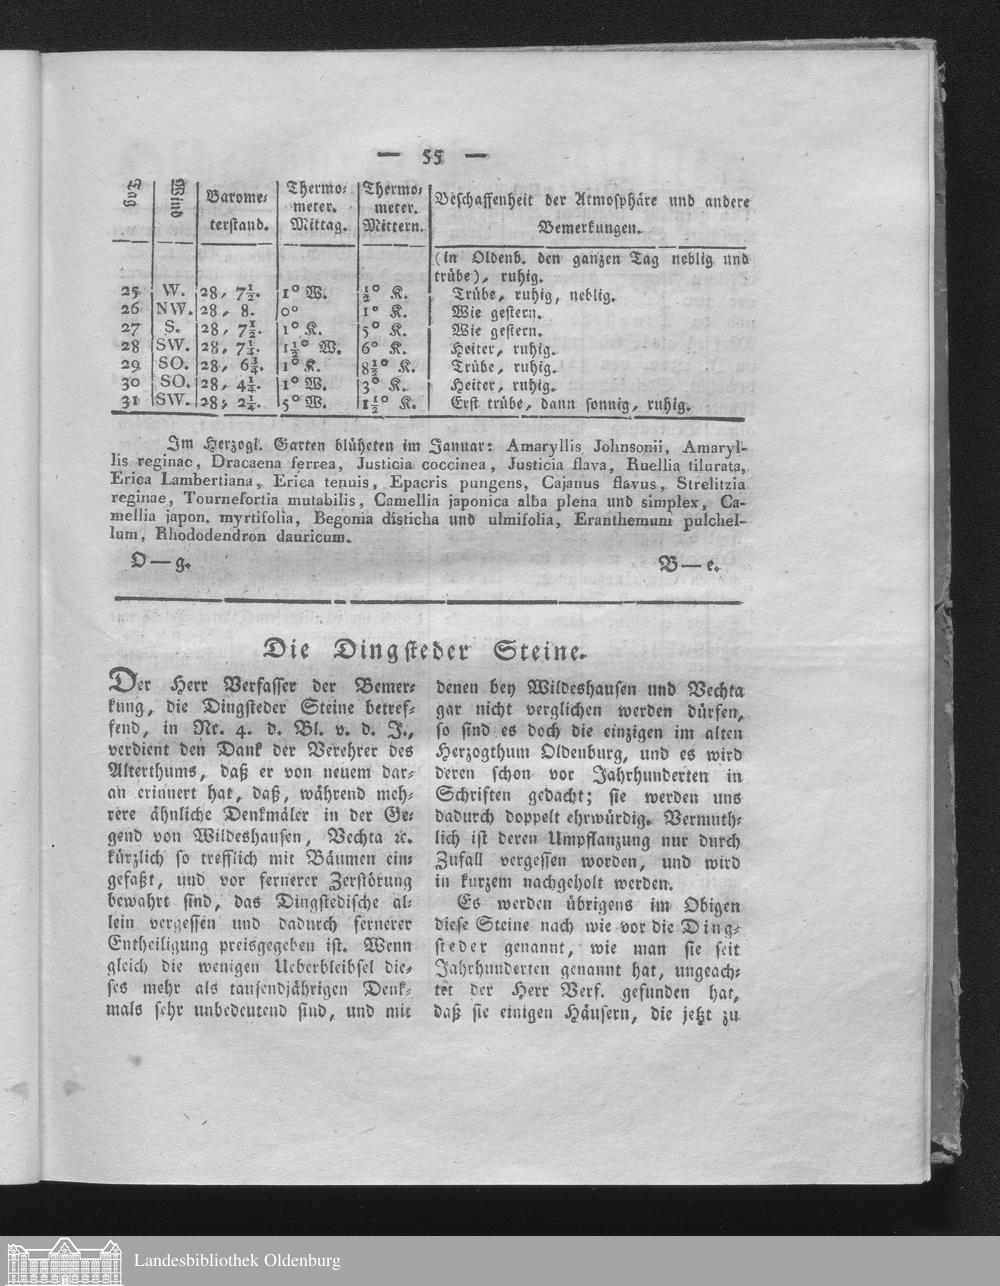 — 55 —
Tag | Wind | Barome- | Thermo- | Thermo- | Beschaffenheit der Atmosphäre und andere
terstand. | meter. | meter. | Bemerkungen.
Mittag. | Mittern.
(in Oldenb. den ganzen Tag neblig und
trübe), ruhig.
25 | W. | 28, 7½. | 1° W. | ½° K. | Trübe, ruhig, neblig.
26 | NW. | 28, 8. | 0° | 1° K. | Wie gestern.
27 | S. | 28, 7½. | 1° K. | 5° K. | Wie gestern.
28 | SW. | 28, 7¼. | 1½° W. | 6° K. | Heiter, ruhig.
29 | SO. | 28, 6¾. | 1° K. | 8½° K. | Trübe, ruhig.
30 | SO. | 28, 4¼. | 1° W. | 3° K. | Heiter, ruhig.
31 | SW. | 28, 2¼. | 5° W. | 1½° K. | Erst trübe, dann sonnig, ruhig.
Im Herzogl. Garten blüheten im Januar: Amaryllis Johnsonii, Amaryl-
lis reginae, Dracaena ferrea, Justicia coccinea, Justicia flava, Ruellia tilurata,
Erica Lambertiana, Erica tenuis, Epacris pungens, Cajanus flavus, Strelitzia
reginae, Tournefortia mutabilis, Camellia japonica alba plena und simplex, Ca-
mellia japon. myrtifolia, Begonia disticha und ulmifolia, Eranthemum pulchel-
lum, Rhododendron dauricum.
O—g. B—e.
Die Dingsteder Steine.
Der Herr Verfasser der Bemer-
kung, die Dingsteder Steine betref-
fend, in Nr. 4. d. Bl. v. d. J.,
verdient den Dank der Verehrer des
Alterthums, daß er von neuem dar-
an erinnert hat, daß, während meh-
rere ähnliche Denkmäler in der Ge-
gend von Wildeshausen, Vechta ꝛc.
kürzlich so trefflich mit Bäumen ein-
gefaßt, und vor fernerer Zerstörung
bewahrt sind, das Dingstedische al-
lein vergessen und dadurch fernerer
Entheiligung preisgegeben ist. Wenn
gleich die wenigen Ueberbleibsel die-
ses mehr als tausendjährigen Denk-
mals sehr unbedeutend sind, und mit
denen bey Wildeshausen und Vechta
gar nicht verglichen werden dürfen,
so sind es doch die einzigen im alten
Herzogthum Oldenburg, und es wird
deren schon vor Jahrhunderten in
Schriften gedacht; sie werden uns
dadurch doppelt ehrwürdig. Vermuth-
lich ist deren Umpflanzung nur durch
Zufall vergessen worden, und wird
in kurzem nachgeholt werden.
Es werden übrigens im Obigen
diese Steine nach wie vor die Ding-
steder genannt, wie man sie seit
Jahrhunderten genannt hat, ungeach-
tet der Herr Verf. gefunden hat,
daß sie einigen Häusern, die jetzt zu
Landesbibliothek Oldenburg